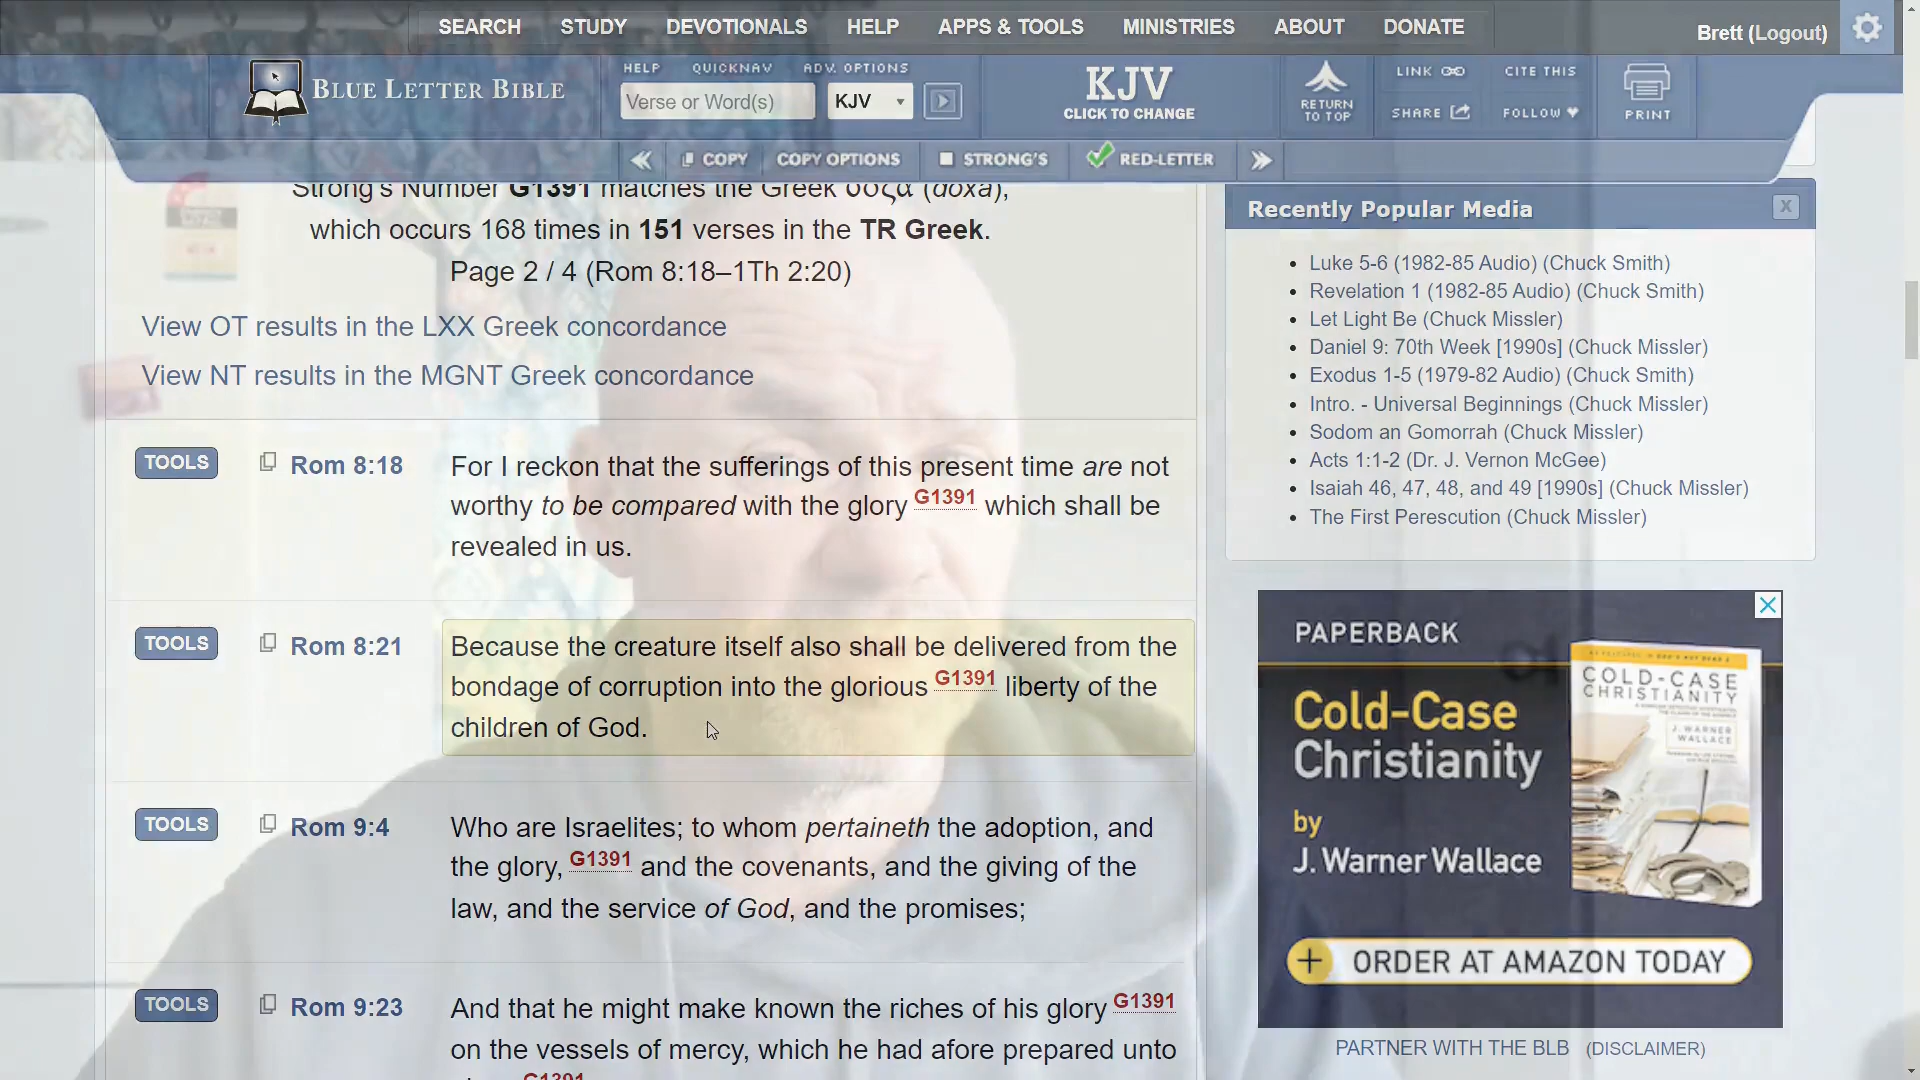 SEARCH STUDY DEVOTIONALS HELP APPS & TOOLS MINISTRIES ABOUT DONATE
Brett (Logout)
BLUE LETTER BIBLE
HELP QUICKNAV ADV. OPTIONS
Verse or Word(s) KJV
KJV
CLICK TO CHANGE
RETURN
TO TOP
LINK CITE THIS
SHARE FOLLOW
PRINT
COPY COPY OPTIONS STRONG'S RED-LETTER
Strong's Number G1391 matches the Greek δόξα (doxa),
which occurs 168 times in 151 verses in the TR Greek.
Page 2 / 4 (Rom 8:18–1Th 2:20)
View OT results in the LXX Greek concordance
View NT results in the MGNT Greek concordance
TOOLS Rom 8:18 For I reckon that the sufferings of this present time are not
worthy to be compared with the glory G1391 which shall be
revealed in us.
TOOLS Rom 8:21 Because the creature itself also shall be delivered from the
bondage of corruption into the glorious G1391 liberty of the
children of God.
TOOLS Rom 9:4 Who are Israelites; to whom pertaineth the adoption, and
the glory, G1391 and the covenants, and the giving of the
law, and the service of God, and the promises;
TOOLS Rom 9:23 And that he might make known the riches of his glory G1391
on the vessels of mercy, which he had afore prepared unto
G1391
Recently Popular Media X
Luke 5-6 (1982-85 Audio) (Chuck Smith)
Revelation 1 (1982-85 Audio) (Chuck Smith)
Let Light Be (Chuck Missler)
Daniel 9: 70th Week [1990s] (Chuck Missler)
Exodus 1-5 (1979-82 Audio) (Chuck Smith)
Intro. - Universal Beginnings (Chuck Missler)
Sodom an Gomorrah (Chuck Missler)
Acts 1:1-2 (Dr. J. Vernon McGee)
Isaiah 46, 47, 48, and 49 [1990s] (Chuck Missler)
The First Perescution (Chuck Missler)
PAPERBACK
Cold-Case
Christianity
by
J. Warner Wallace
COLD-CASE
CHRISTIANITY
J. WARNER
WALLACE
+ ORDER AT AMAZON TODAY
PARTNER WITH THE BLB (DISCLAIMER)